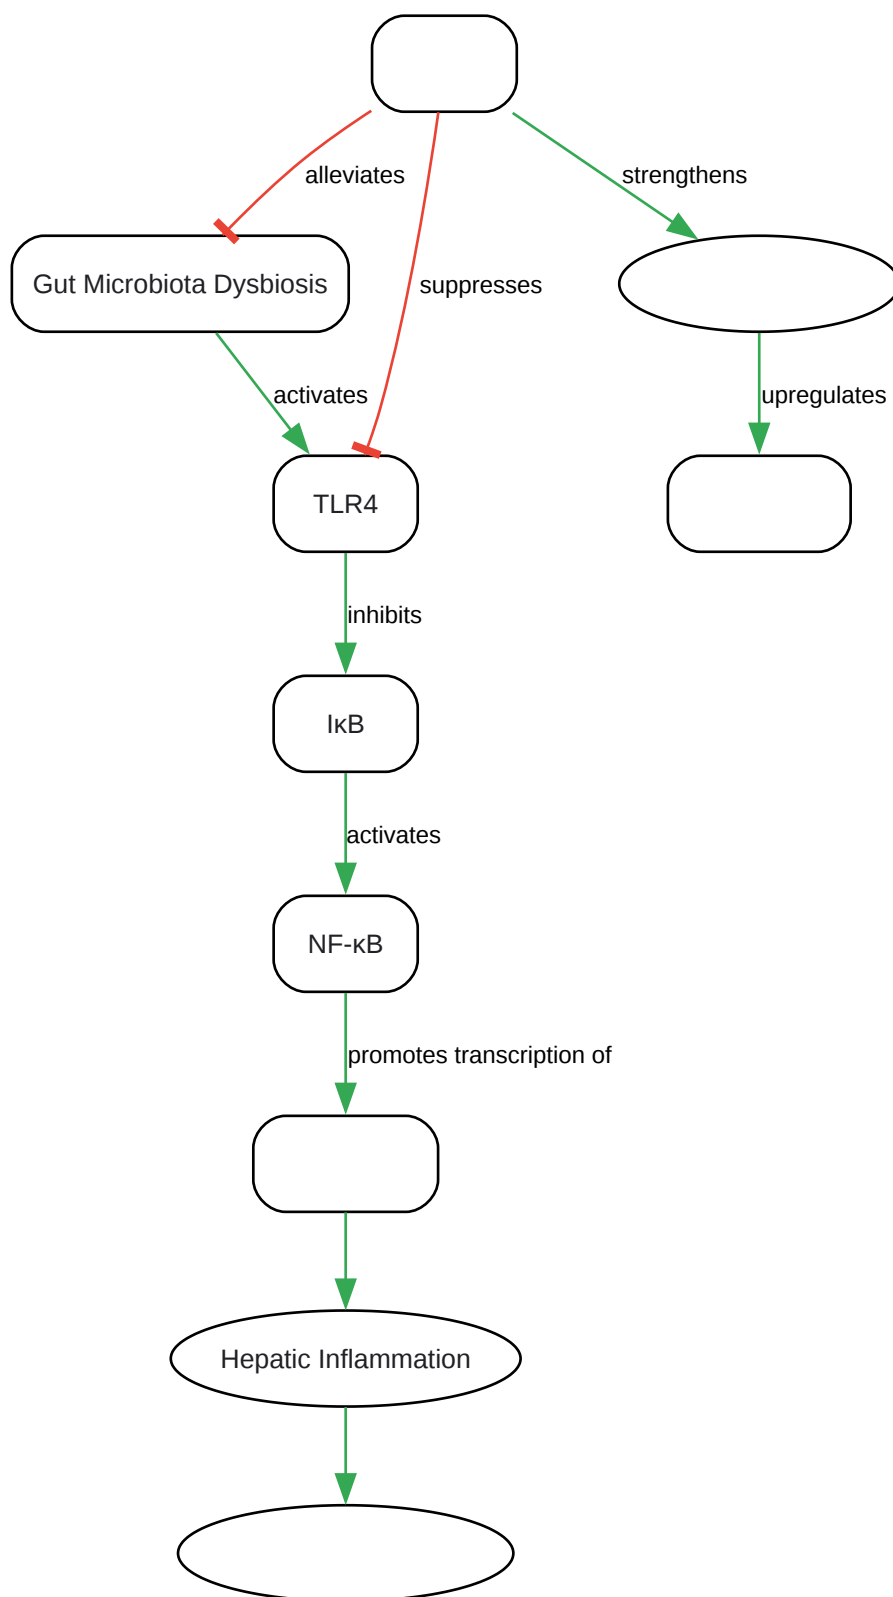 alleviates
strengthens
Gut Microbiota Dysbiosis
suppresses
activates
upregulates
TLR4
inhibits
IκB
activates
NF-κB
promotes transcription of
Hepatic Inflammation